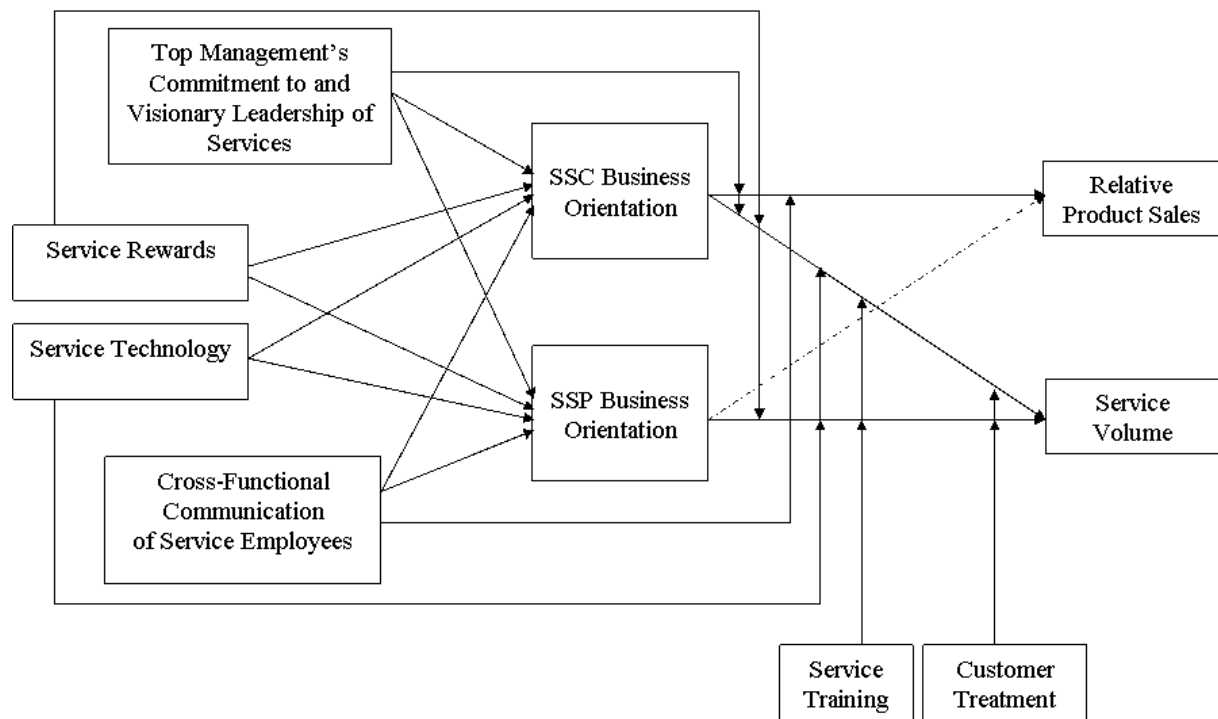 Top Management’s
Commitment to and
Visionary Leadership of
Services
SSC Business
Orientation
Relative
Product Sales
Service Rewards
Service Technology
SSP Business
Orientation
Service
Volume
Cross-Functional
Communication
of Service Employees
Service
Training
Customer
Treatment